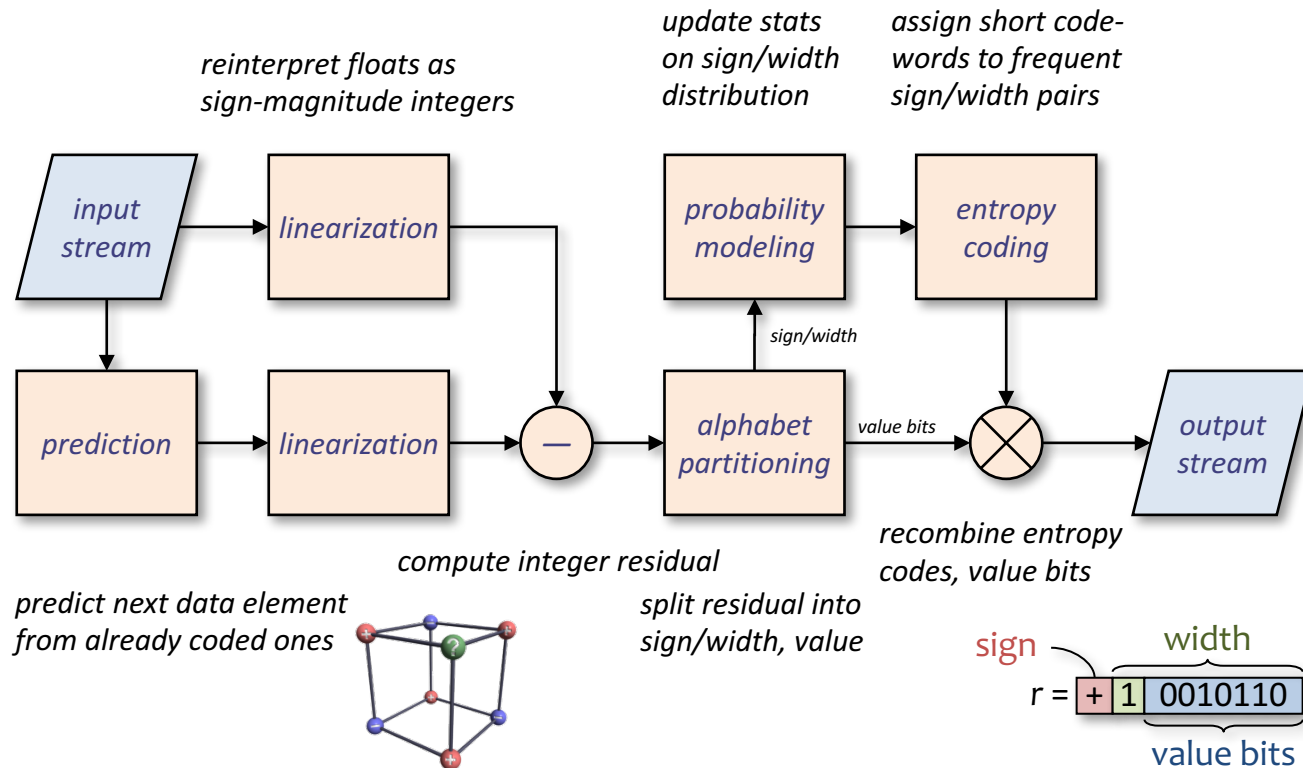 update stats
on sign/width
distribution
assign short code-
words to frequent
sign/width pairs
reinterpret floats as
sign-magnitude integers
input
stream
linearization
probability
modeling
entropy
coding
sign/width
prediction
linearization
—
alphabet
partitioning
value bits
output
stream
recombine entropy
codes, value bits
compute integer residual
predict next data element
from already coded ones
split residual into
sign/width, value
+
−
+
?
+
−
−
+
sign
width
r = + 1 0010110
value bits